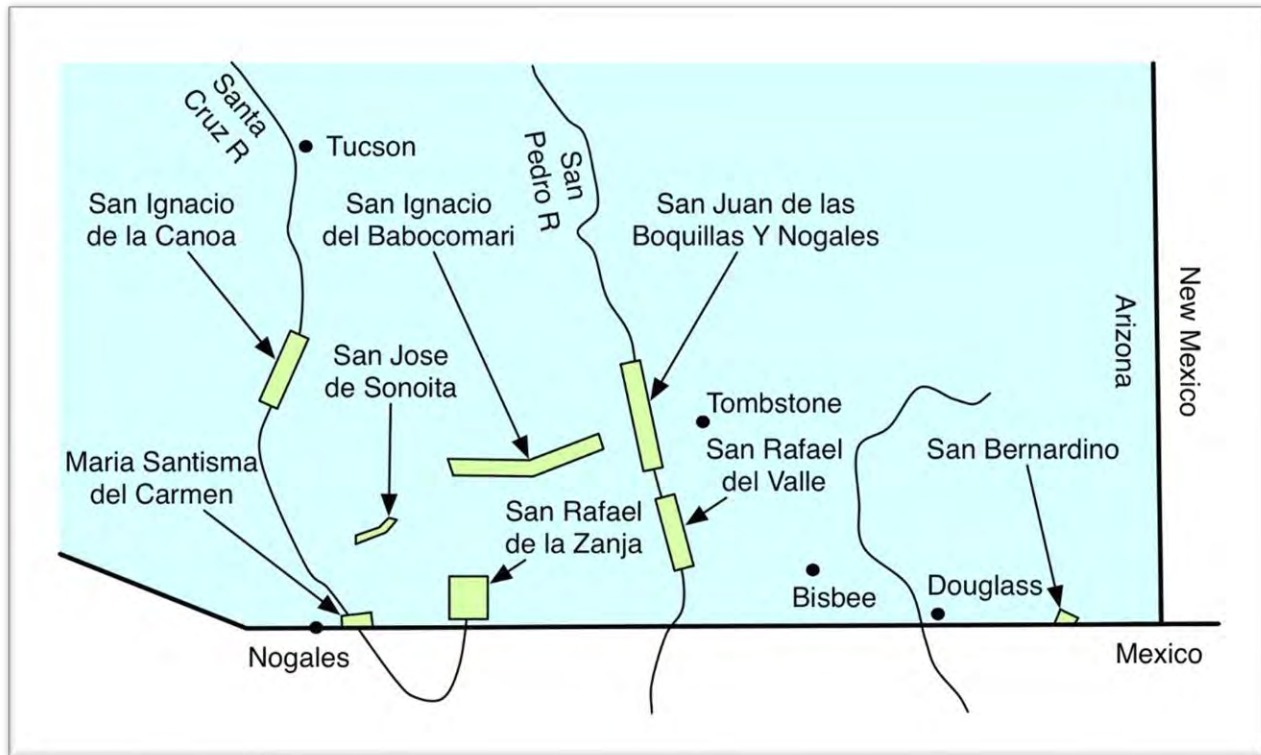 Santa
Cruz R
Tucson
San
Pedro R
San Ignacio
de la Canoa
San Ignacio
del Babocomari
San Juan de las
Boquillas Y Nogales
Arizona
New Mexico
San Jose
de Sonoita
Tombstone
Maria Santisma
del Carmen
San Rafael
de la Zanja
San Rafael
del Valle
San Bernardino
Bisbee
Douglass
Nogales
Mexico